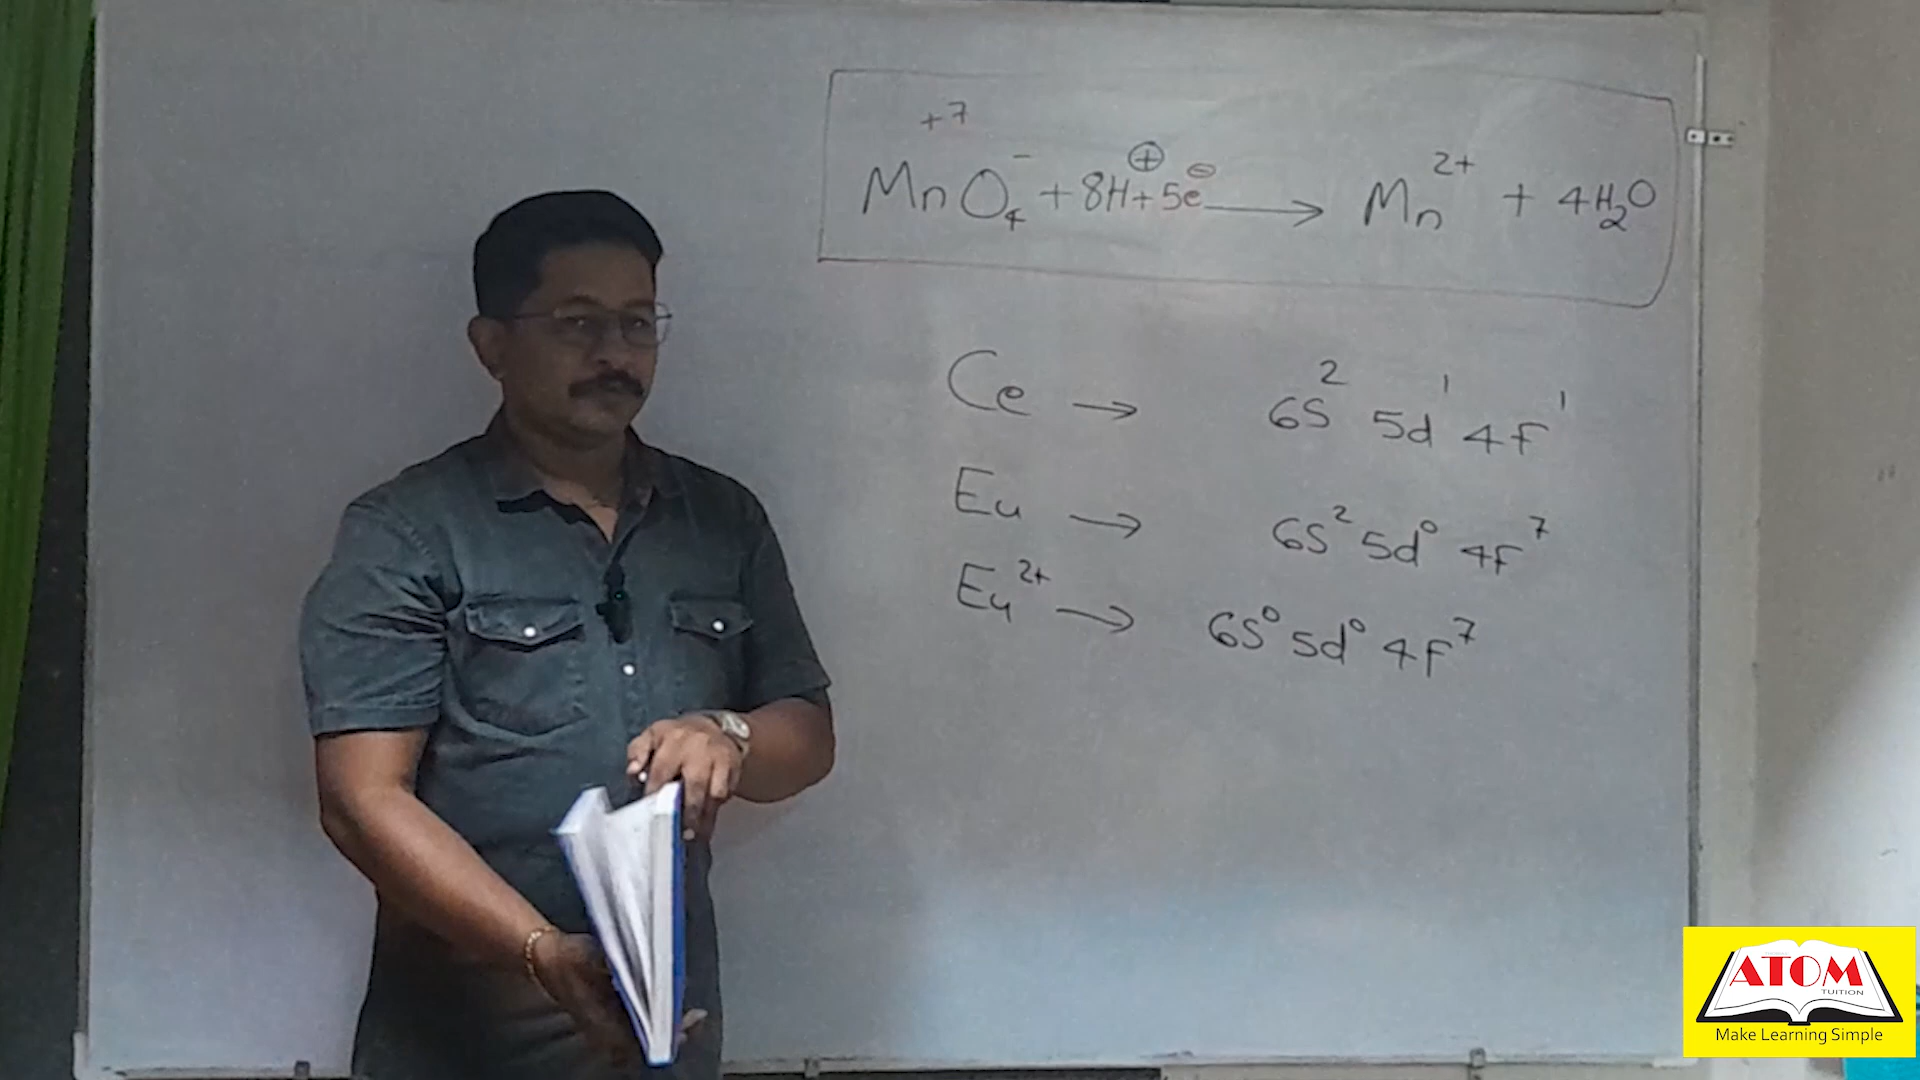 +7
MnO₄⁻ + 8H⊕ + 5e⊖ → Mn²⁺ + 4H₂O
Ce → 6s² 5d¹ 4f¹
Eu → 6s² 5d⁰ 4f⁷
Eu²⁺ → 6s⁰ 5d⁰ 4f⁷
ATOM
TUITION
Make Learning Simple